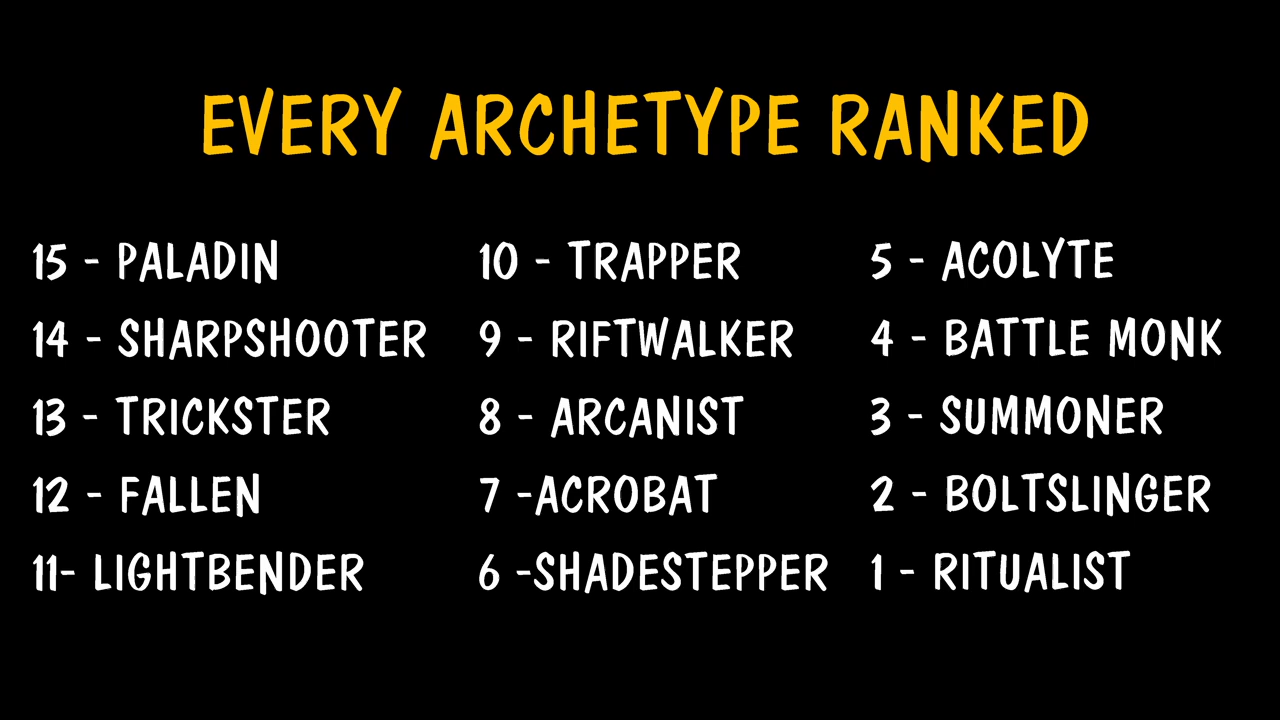 EVERY ARCHETYPE RANKED
15 - PALADIN
14 - SHARPSHOOTER
13 - TRICKSTER
12 - FALLEN
11- LIGHTBENDER
10 - TRAPPER
9 - RIFTWALKER
8 - ARCANIST
7 -ACROBAT
6 -SHADESTEPPER
5 - ACOLYTE
4 - BATTLE MONK
3 - SUMMONER
2 - BOLTSLINGER
1 - RITUALIST